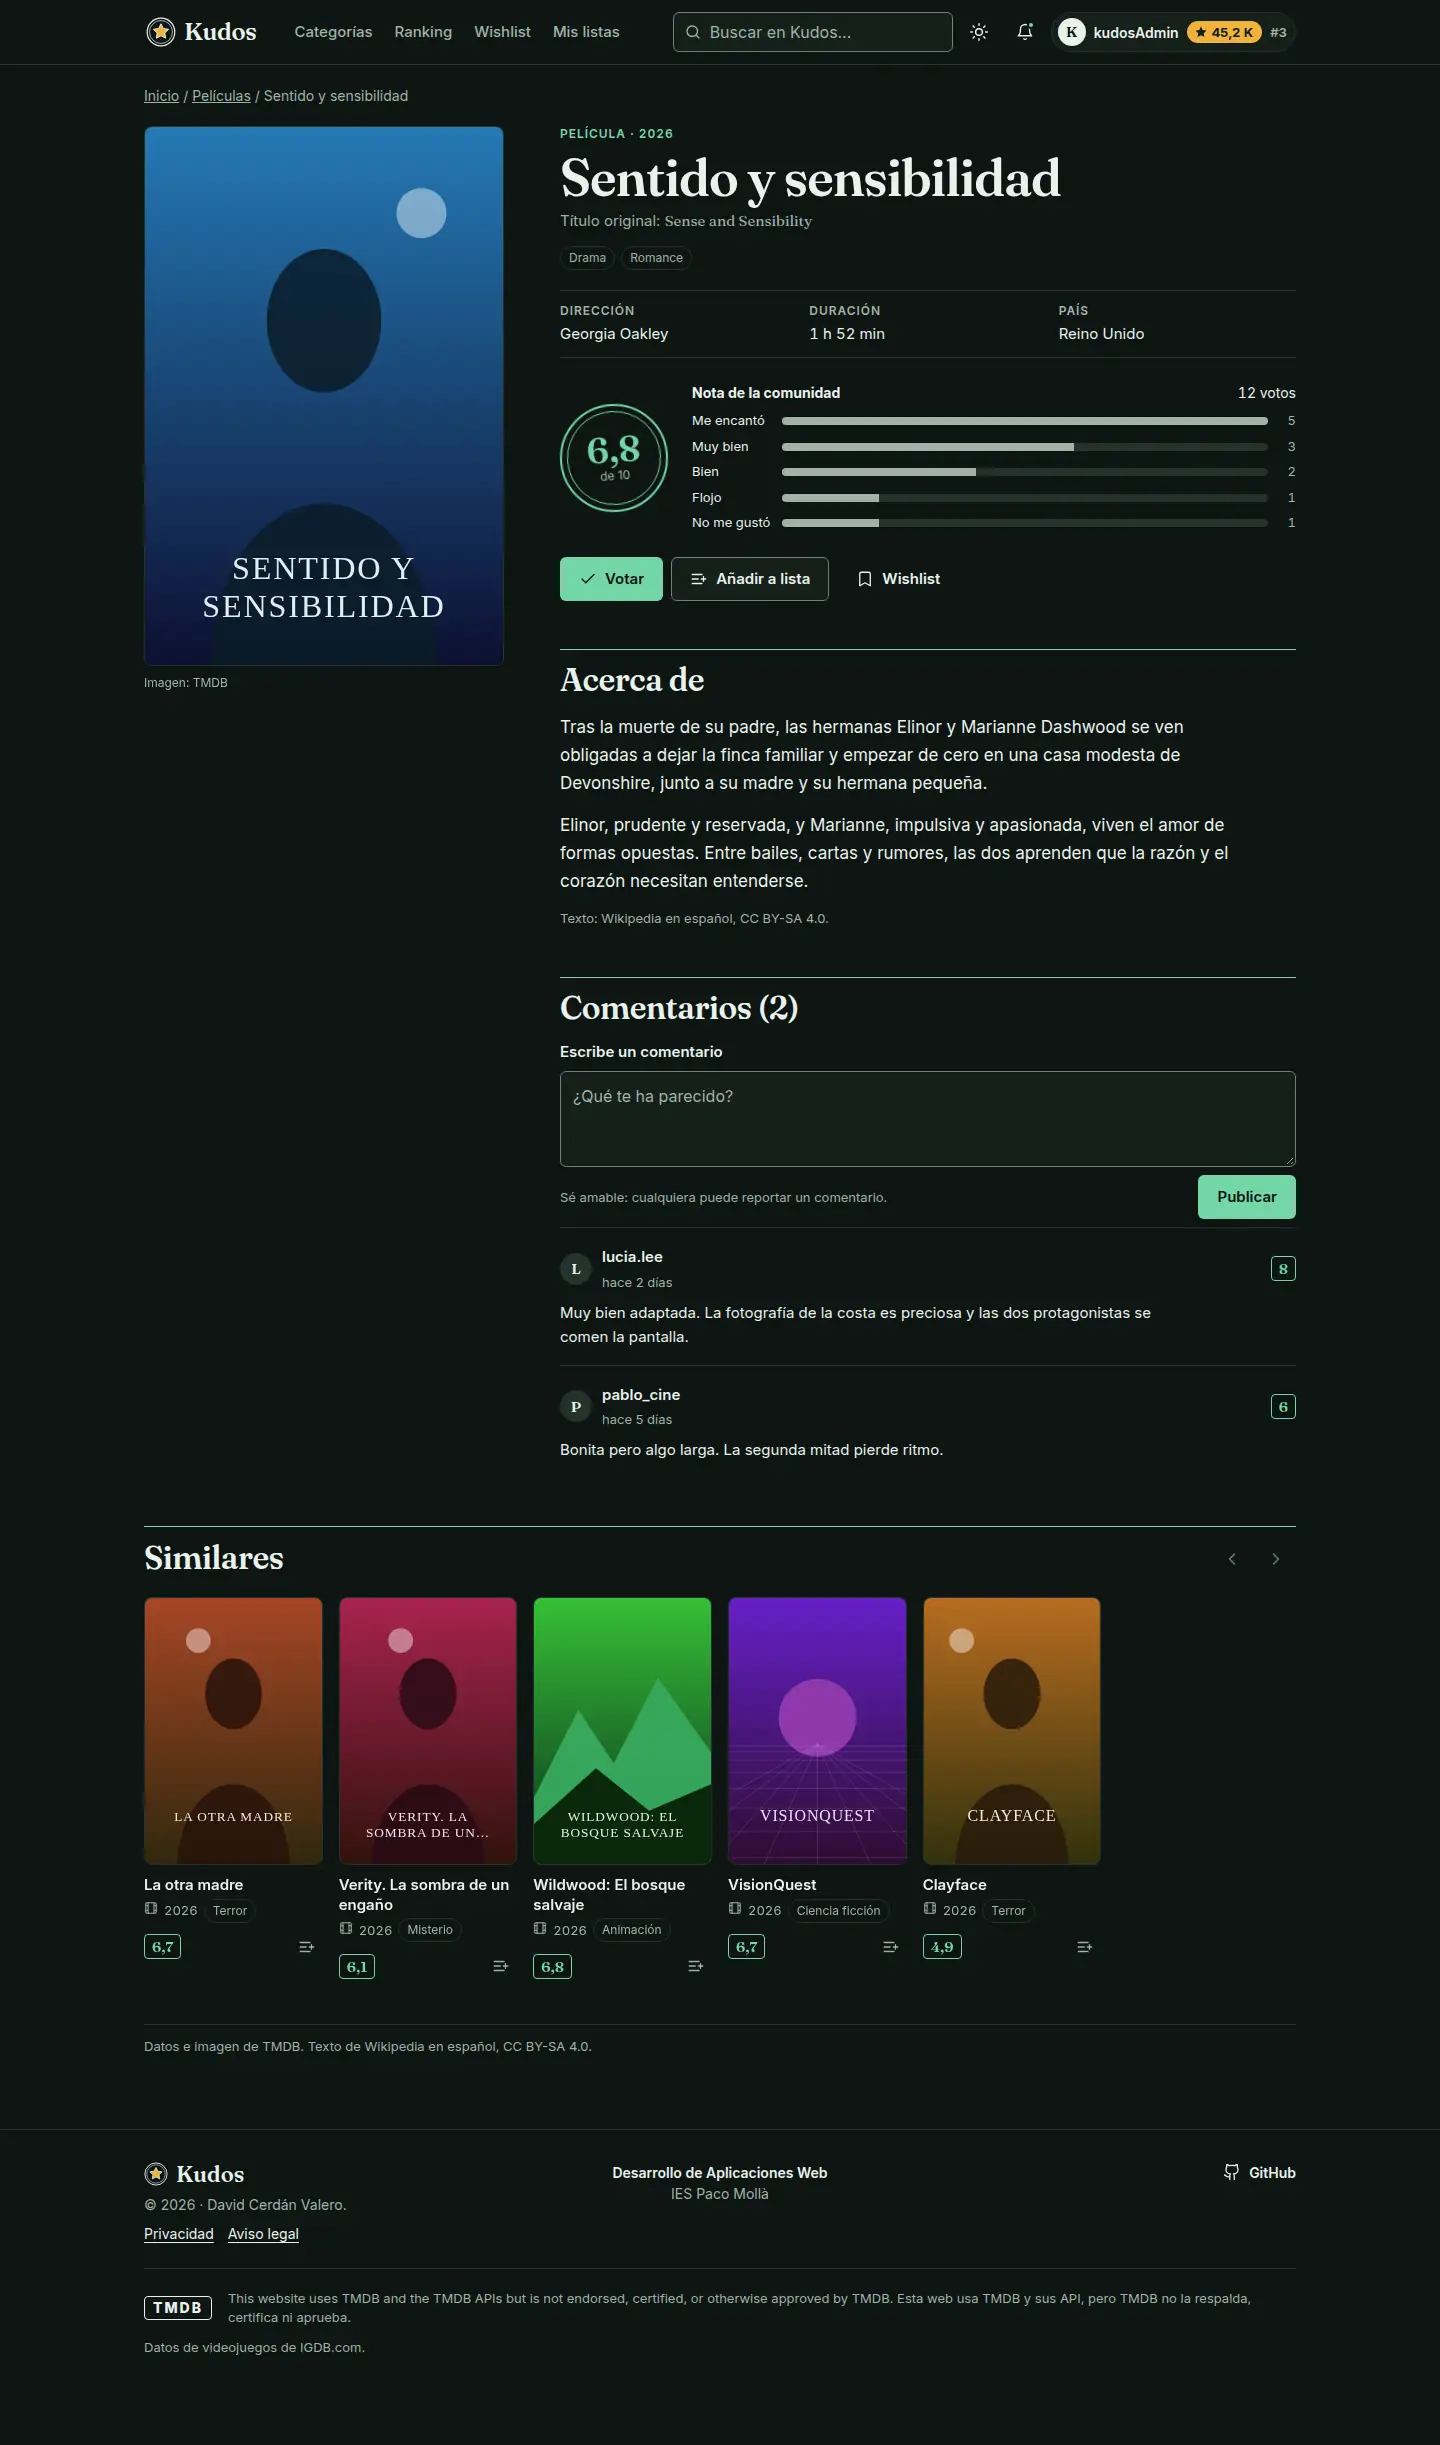 Kudos
Categorías Ranking Wishlist Mis listas
Buscar en Kudos...
K kudosAdmin 45,2 K #3
Inicio / Películas / Sentido y sensibilidad
SENTIDO Y
SENSIBILIDAD
Imagen: TMDB
PELÍCULA · 2026
Sentido y sensibilidad
Título original: Sense and Sensibility
Drama Romance
DIRECCIÓN DURACIÓN PAÍS
Georgia Oakley 1 h 52 min Reino Unido
6,8
de 10
Nota de la comunidad 12 votos
Me encantó 5
Muy bien 3
Bien 2
Flojo 1
No me gustó 1
Votar Añadir a lista Wishlist
Acerca de
Tras la muerte de su padre, las hermanas Elinor y Marianne Dashwood se ven
obligadas a dejar la finca familiar y empezar de cero en una casa modesta de
Devonshire, junto a su madre y su hermana pequeña.
Elinor, prudente y reservada, y Marianne, impulsiva y apasionada, viven el amor de
formas opuestas. Entre bailes, cartas y rumores, las dos aprenden que la razón y el
corazón necesitan entenderse.
Texto: Wikipedia en español, CC BY-SA 4.0.
Comentarios (2)
Escribe un comentario
¿Qué te ha parecido?
Sé amable: cualquiera puede reportar un comentario.
Publicar
L lucia.lee 8
hace 2 días
Muy bien adaptada. La fotografía de la costa es preciosa y las dos protagonistas se
comen la pantalla.
P pablo_cine 6
hace 5 días
Bonita pero algo larga. La segunda mitad pierde ritmo.
Similares
LA OTRA MADRE
La otra madre
2026 Terror
6,7
VERITY. LA
SOMBRA DE UN...
Verity. La sombra de un
engaño
2026 Misterio
6,1
WILDWOOD: EL
BOSQUE SALVAJE
Wildwood: El bosque
salvaje
2026 Animación
6,8
VISIONQUEST
VisionQuest
2026 Ciencia ficción
6,7
CLAYFACE
Clayface
2026 Terror
4,9
Datos e imagen de TMDB. Texto de Wikipedia en español, CC BY-SA 4.0.
Kudos
© 2026 · David Cerdán Valero.
Privacidad Aviso legal
Desarrollo de Aplicaciones Web
IES Paco Mollà
GitHub
TMDB
This website uses TMDB and the TMDB APIs but is not endorsed, certified, or otherwise approved by TMDB. Esta web usa TMDB y sus API, pero TMDB no la respalda,
certifica ni aprueba.
Datos de videojuegos de IGDB.com.